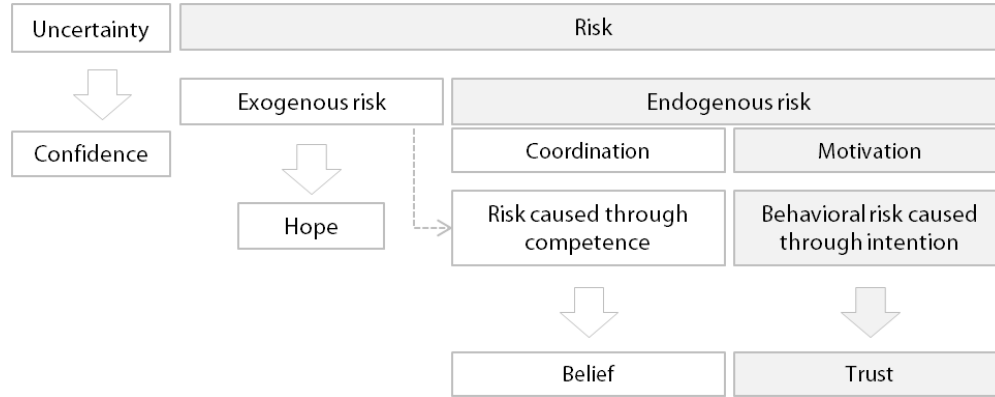 Uncertainty
Risk
Exogenous risk
Endogenous risk
Confidence
Coordination
Motivation
Hope
Risk caused through
competence
Behavioral risk caused
through intention
Belief
Trust